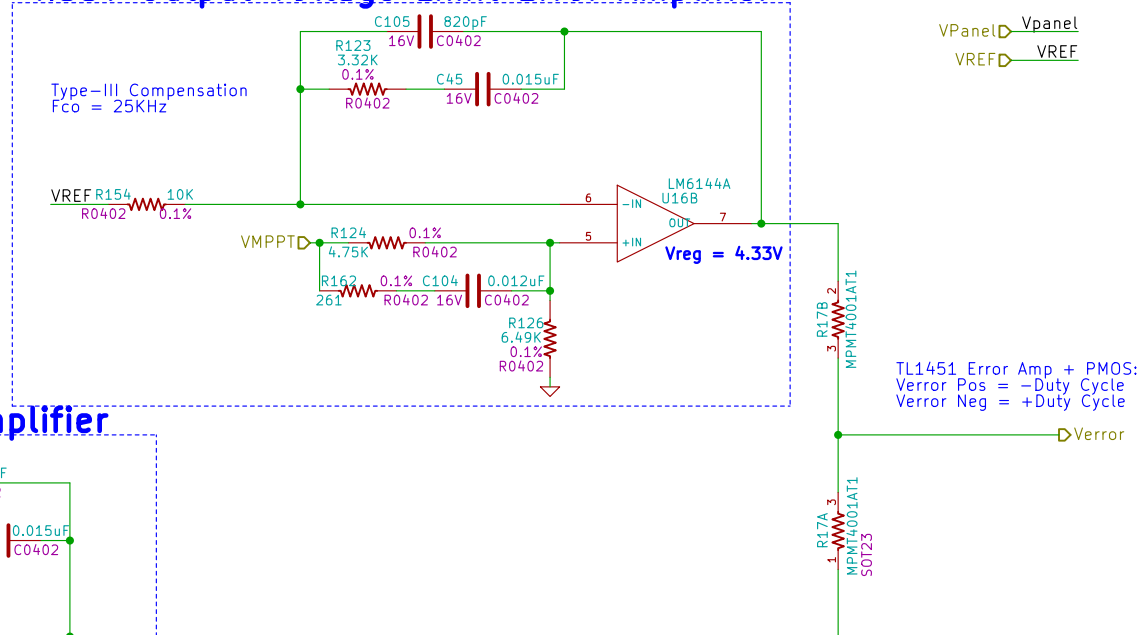 C105 820pF
16V C0402
R123
3.32K
0.1%
R0402
C45 0.015uF
16V C0402
Type-III Compensation
Fco = 25KHz
VPanel Vpanel
VREF VREF
VREF R154 10K
R0402 0.1%
LM6144A
U16B
6 -IN
OUT 7
5 +IN
Vreg = 4.33V
VMPPT R124 0.1%
4.75K R0402
R162 0.1% C104 0.012uF
261 R0402 16V C0402
R126
6.49K
0.1%
R0402
2
R17B
MPMT4001AT1
3
TL1451 Error Amp + PMOS:
Verror Pos = -Duty Cycle
Verror Neg = +Duty Cycle
plifier
Verror
F
0.015uF
C0402
3
R17A
MPMT4001AT1
SOT23
1